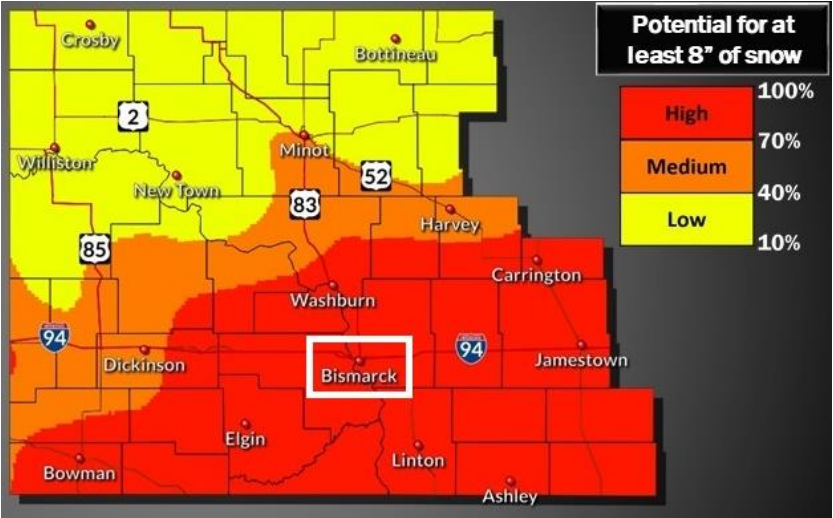 Potential for at
least 8” of snow
100%
High
70%
Medium
40%
Low
10%
Crosby
Bottineau
2
Minot
Williston
52
New Town
83
Harvey
85
Carrington
Washburn
94
94
Dickinson
Jamestown
Bismarck
Elgin
Linton
Bowman
Ashley